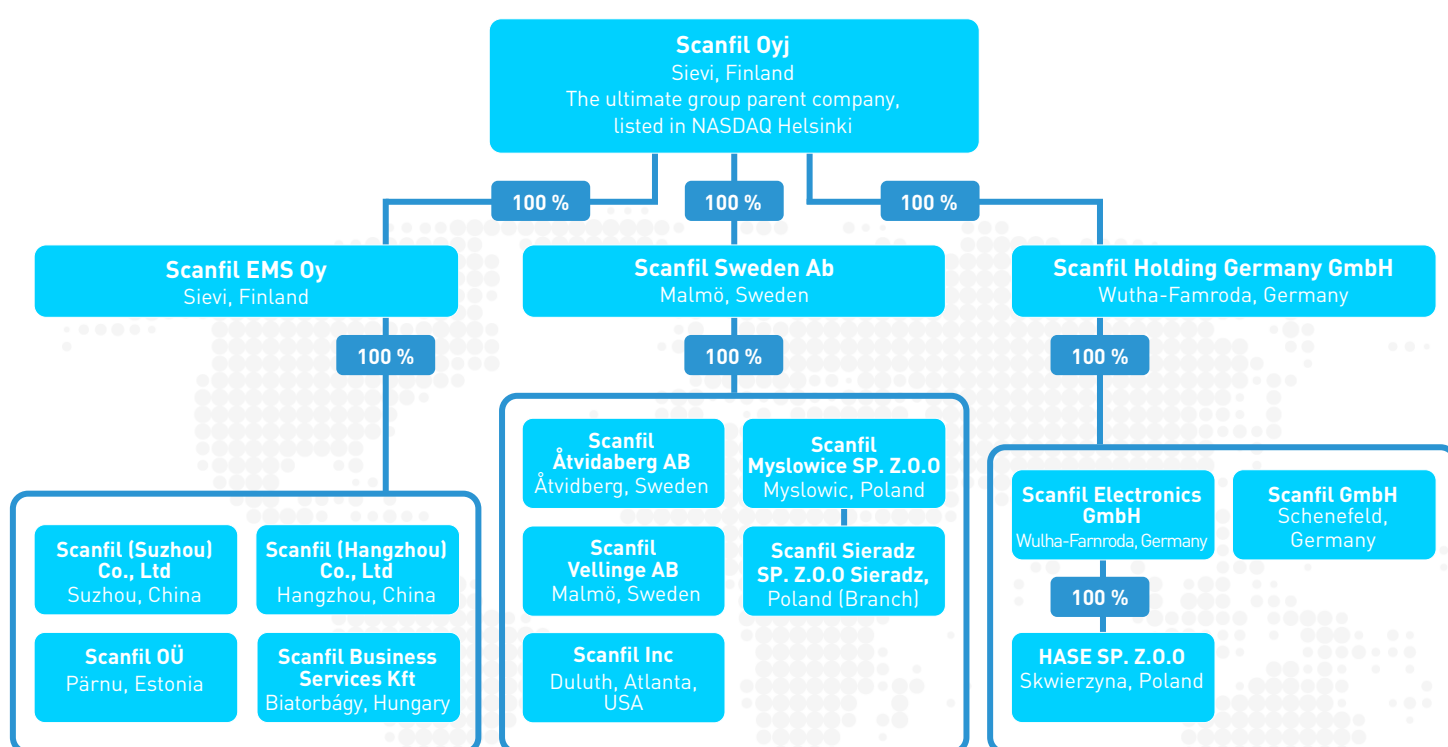 Scanfil Oyj
Sievi, Finland
The ultimate group parent company,
listed in NASDAQ Helsinki
100 %
100 %
100 %
Scanfil EMS Oy
Sievi, Finland
Scanfil Sweden Ab
Malmö, Sweden
Scanfil Holding Germany GmbH
Wutha-Famroda, Germany
100 %
100 %
100 %
Scanfil (Suzhou)
Co., Ltd
Suzhou, China
Scanfil (Hangzhou)
Co., Ltd
Hangzhou, China
Scanfil OÜ
Pärnu, Estonia
Scanfil Business
Services Kft
Biatorbágy, Hungary
Scanfil
Åtvidaberg AB
Åtvidberg, Sweden
Scanfil
Myslowice SP. Z.O.O
Myslowic, Poland
Scanfil
Vellinge AB
Malmö, Sweden
Scanfil Sieradz
SP. Z.O.O Sieradz,
Poland (Branch)
Scanfil Inc
Duluth, Atlanta,
USA
Scanfil Electronics
GmbH
Wulha-Farnroda, Germany
Scanfil GmbH
Schenefeld,
Germany
100 %
HASE SP. Z.O.O
Skwierzyna, Poland